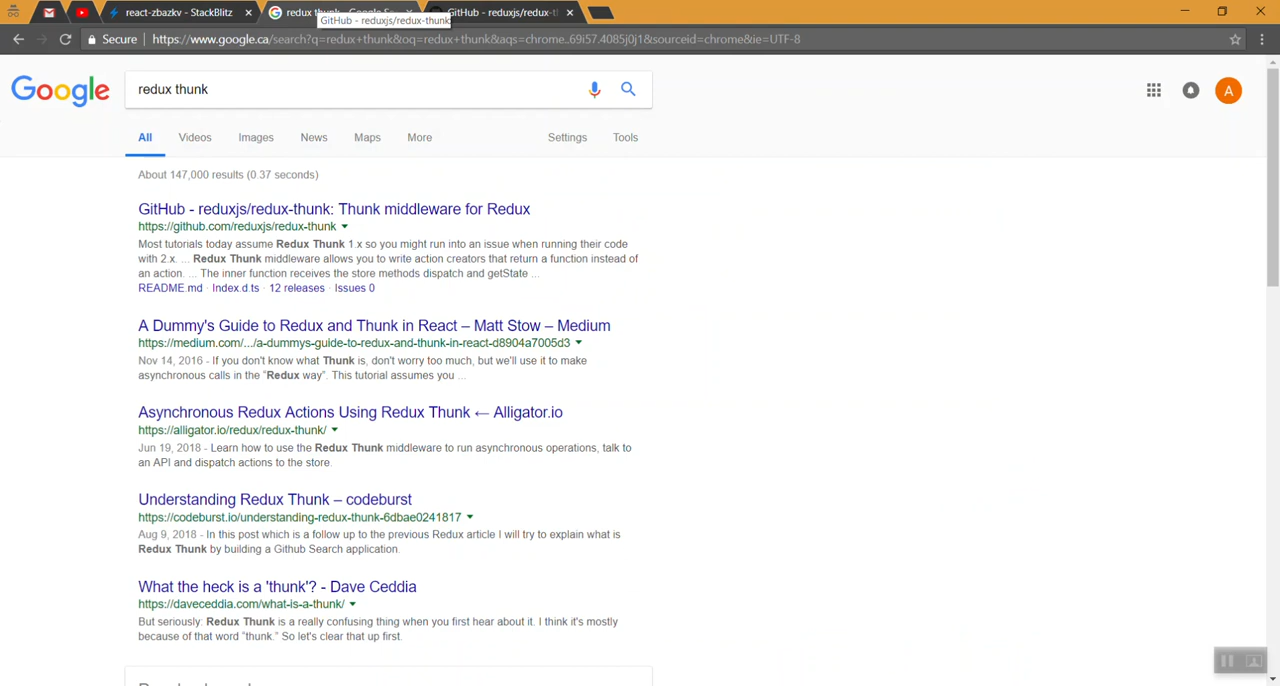 react-zbazkv - StackBlitz
GitHub - reduxjs/redux-t
GitHub - reduxjs/redux-thunk
Secure
https://www.google.ca/search?q=redux+thunk&oq=redux+thunk&aqs=chrome..69i57.4085j0j1&sourceid=chrome&ie=UTF-8
Google
redux thunk
A
All Videos Images News Maps More Settings Tools
About 147,000 results (0.37 seconds)
GitHub - reduxjs/redux-thunk: Thunk middleware for Redux
https://github.com/reduxjs/redux-thunk
Most tutorials today assume Redux Thunk 1.x so you might run into an issue when running their code
with 2.x. ... Redux Thunk middleware allows you to write action creators that return a function instead of
an action. ... The inner function receives the store methods dispatch and getState ...
README.md · Index.d.ts · 12 releases · Issues 0
A Dummy's Guide to Redux and Thunk in React – Matt Stow – Medium
https://medium.com/.../a-dummys-guide-to-redux-and-thunk-in-react-d8904a7005d3
Nov 14, 2016 - If you don't know what Thunk is, don't worry too much, but we'll use it to make
asynchronous calls in the “Redux way”. This tutorial assumes you ...
Asynchronous Redux Actions Using Redux Thunk ← Alligator.io
https://alligator.io/redux/redux-thunk/
Jun 19, 2018 - Learn how to use the Redux Thunk middleware to run asynchronous operations, talk to
an API and dispatch actions to the store.
Understanding Redux Thunk – codeburst
https://codeburst.io/understanding-redux-thunk-6dbae0241817
Aug 9, 2018 - In this post which is a follow up to the previous Redux article I will try to explain what is
Redux Thunk by building a Github Search application.
What the heck is a 'thunk'? - Dave Ceddia
https://daveceddia.com/what-is-a-thunk/
But seriously: Redux Thunk is a really confusing thing when you first hear about it. I think it's mostly
because of that word “thunk.” So let's clear that up first.